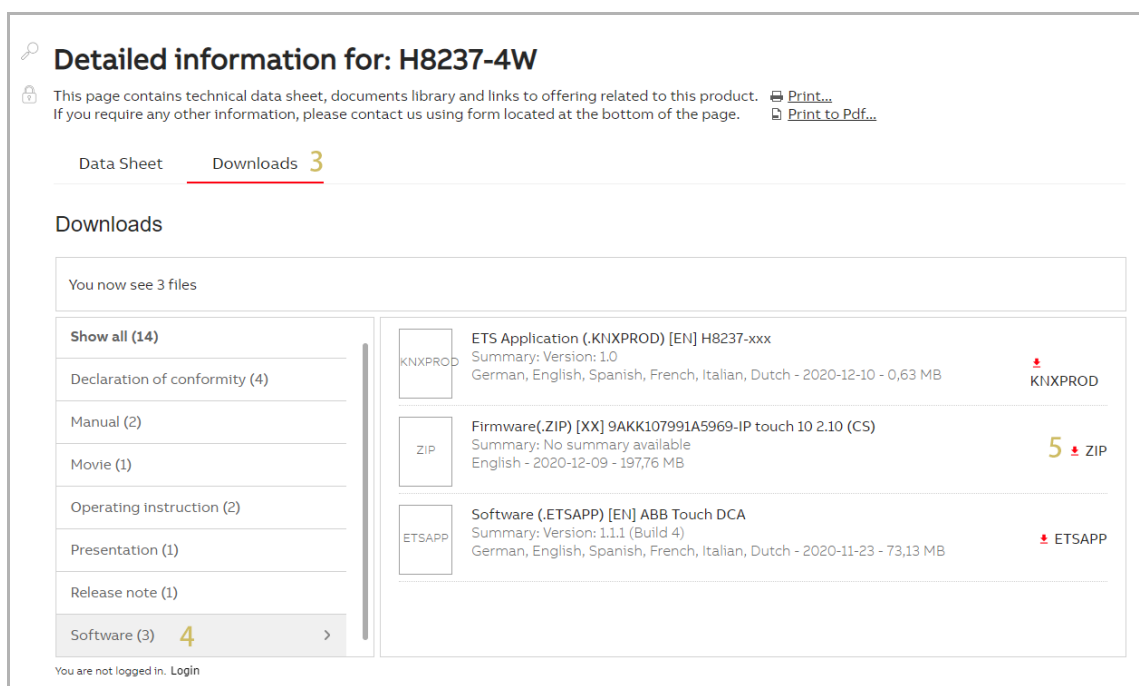 Detailed information for: H8237-4W
This page contains technical data sheet, documents library and links to offering related to this product. Print...
If you require any other information, please contact us using form located at the bottom of the page. Print to Pdf...
Data Sheet Downloads 3
Downloads
You now see 3 files
Show all (14)
Declaration of conformity (4)
Manual (2)
Movie (1)
Operating instruction (2)
Presentation (1)
Release note (1)
Software (3) 4
KNXPROD
ETS Application (.KNXPROD) [EN] H8237-xxx
Summary: Version: 1.0
German, English, Spanish, French, Italian, Dutch - 2020-12-10 - 0,63 MB
KNXPROD
ZIP
Firmware(.ZIP) [XX] 9AKK107991A5969-IP touch 10 2.10 (CS)
Summary: No summary available
English - 2020-12-09 - 197,76 MB
5 ZIP
ETSAPP
Software (.ETSAPP) [EN] ABB Touch DCA
Summary: Version: 1.1.1 (Build 4)
German, English, Spanish, French, Italian, Dutch - 2020-11-23 - 73,13 MB
ETSAPP
You are not logged in. Login